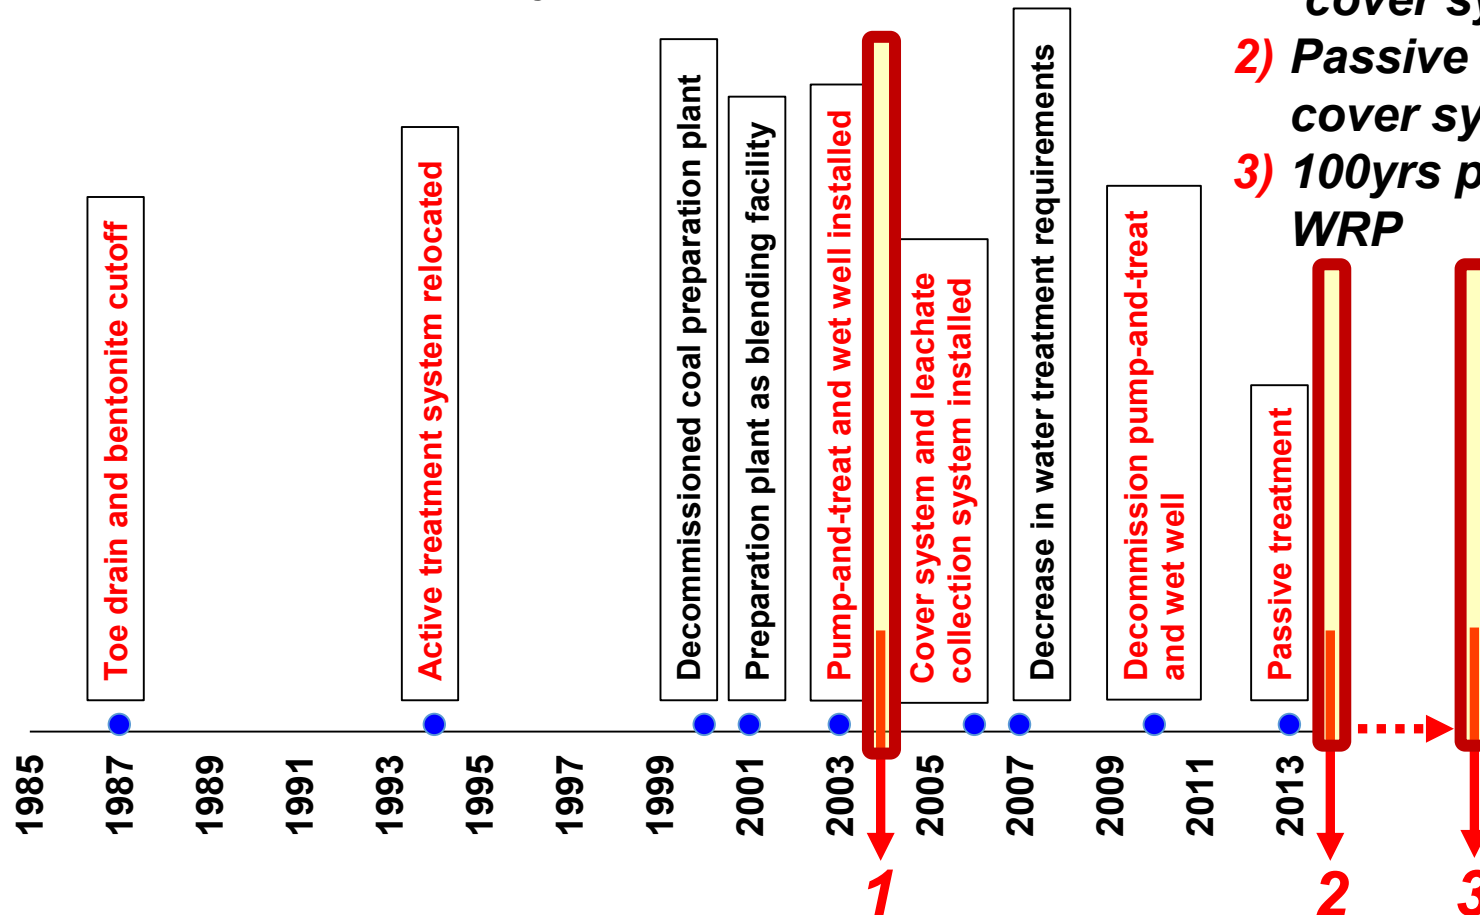 cover sy
2) Passive
cover sy
3) 100yrs p
WRP
Toe drain and bentonite cutoff
Active treatment system relocated
Decommissioned coal preparation plant
Preparation plant as blending facility
Pump-and-treat and wet well installed
Cover system and leachate
collection system installed
Decrease in water treatment requirements
Decommission pump-and-treat
and wet well
Passive treatment
1985
1987
1989
1991
1993
1995
1997
1999
2001
2003
2005
2007
2009
2011
2013
1
2
3